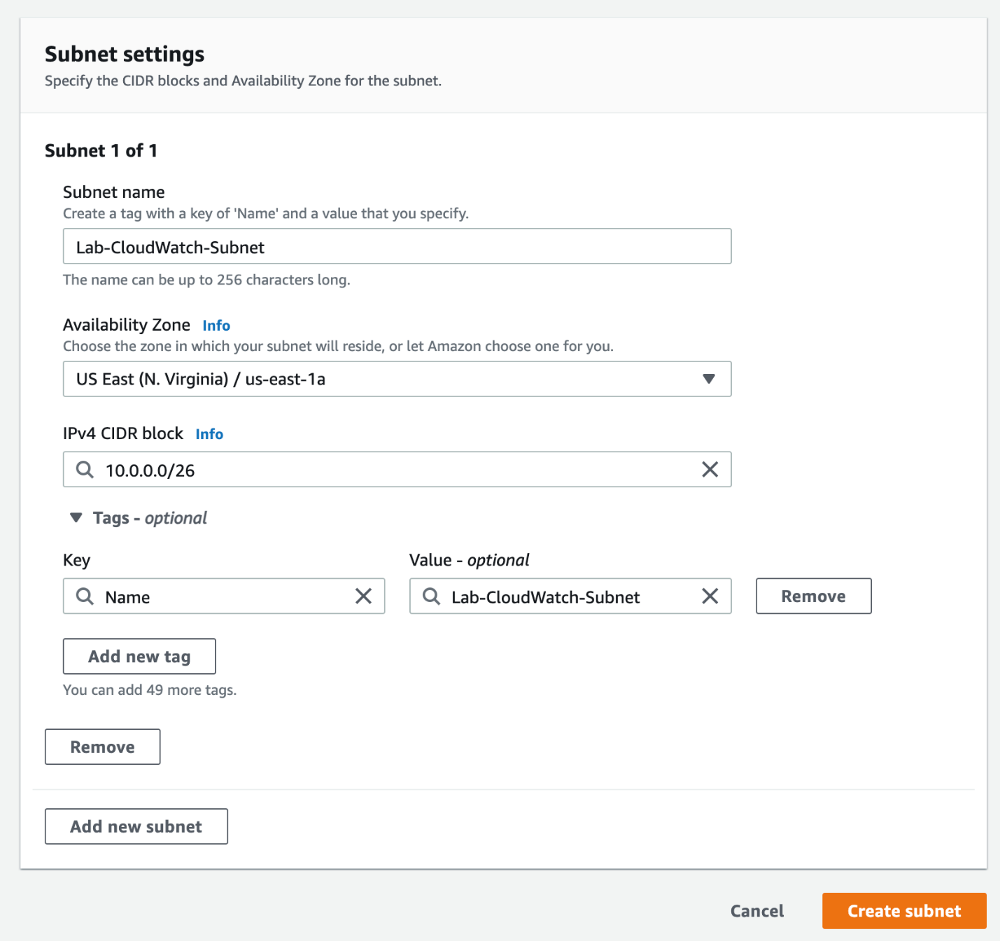 Subnet settings
Specify the CIDR blocks and Availability Zone for the subnet.
Subnet 1 of 1
Subnet name
Create a tag with a key of 'Name' and a value that you specify.
Lab-CloudWatch-Subnet
The name can be up to 256 characters long.
Availability Zone Info
Choose the zone in which your subnet will reside, or let Amazon choose one for you.
US East (N. Virginia) / us-east-1a
IPv4 CIDR block Info
10.0.0.0/26
Tags - optional
Key Value - optional
Name Lab-CloudWatch-Subnet Remove
Add new tag
You can add 49 more tags.
Remove
Add new subnet
Cancel Create subnet